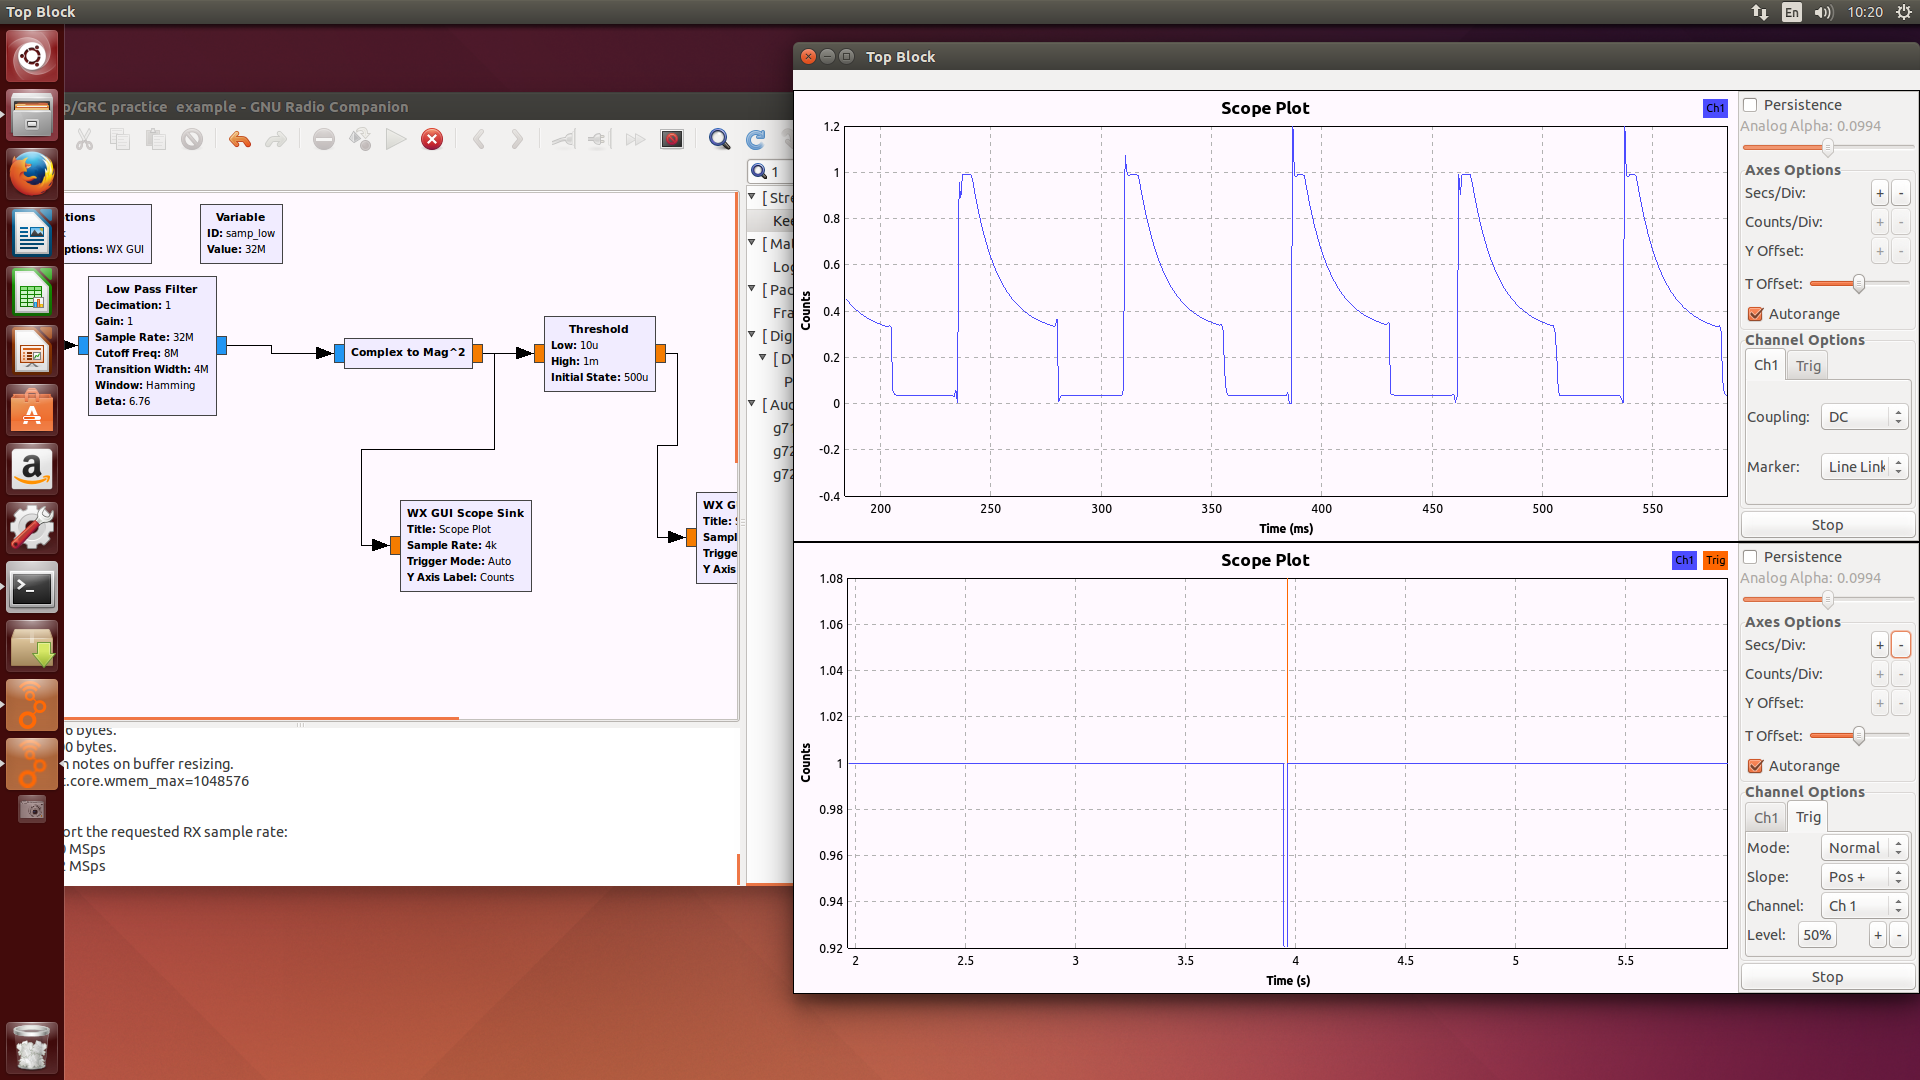 Top Block
En
10:20
p/GRC practice  example - GNU Radio Companion
Top Block
1
tions
:
ptions: WX GUI
Variable
ID: samp_low
Value: 32M
Low Pass Filter
Decimation: 1
Gain: 1
Sample Rate: 32M
Cutoff Freq: 8M
Transition Width: 4M
Window: Hamming
Beta: 6.76
Complex to Mag^2
Threshold
Low: 10u
High: 1m
Initial State: 500u
WX GUI Scope Sink
Title: Scope Plot
Sample Rate: 4k
Trigger Mode: Auto
Y Axis Label: Counts
WX G
Title: S
Sampl
Trigge
Y Axis
[ Stre
Kee
[ Mat
Log
[ Pac
Fra
[ Dig
[ D
P
[ Aud
g7
g72
g72
6 bytes.
00 bytes.
n notes on buffer resizing.
t.core.wmem_max=1048576
ort the requested RX sample rate:
0 MSps
MSps
Scope Plot
Ch1
1.2
1
0.8
0.6
0.4
0.2
0
-0.2
-0.4
Counts
200
250
300
350
400
450
500
550
Time (ms)
Persistence
Analog Alpha: 0.0994
Axes Options
Secs/Div: + -
Counts/Div: + -
Y Offset: + -
T Offset:
Autorange
Channel Options
Ch1 Trig
Coupling: DC
Marker: Line Link
Stop
Scope Plot
Ch1 Trig
1.08
1.06
1.04
1.02
1
0.98
0.96
0.94
0.92
Counts
2
2.5
3
3.5
4
4.5
5
5.5
Time (s)
Persistence
Analog Alpha: 0.0994
Axes Options
Secs/Div: + -
Counts/Div: + -
Y Offset: + -
T Offset:
Autorange
Channel Options
Ch1 Trig
Mode: Normal
Slope: Pos +
Channel: Ch 1
Level: 50% + -
Stop